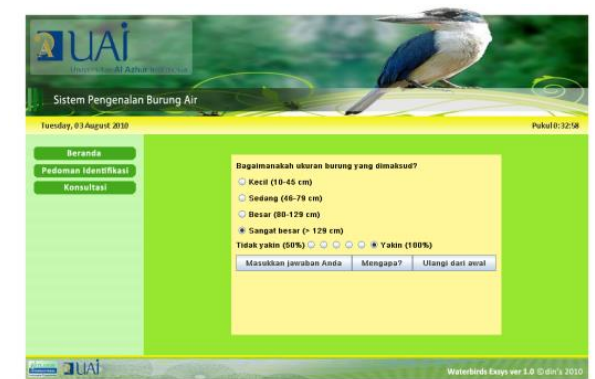 UAI
Universitas Al Azhar Indonesia
Sistem Pengenalan Burung Air
Tuesday, 03 August 2010
Pukul 0:32:58
Beranda
Pedoman Identifikasi
Konsultasi
Bagaimanakah ukuran burung yang dimaksud?
Kecil (10-45 cm)
Sedang (46-79 cm)
Besar (80-129 cm)
Sangat besar (> 129 cm)
Tidak yakin (50%) Yakin (100%)
Masukkan jawaban Anda Mengapa? Ulangi dari awal
UAI
Waterbirds Exsys ver 1.0 ©din's 2010